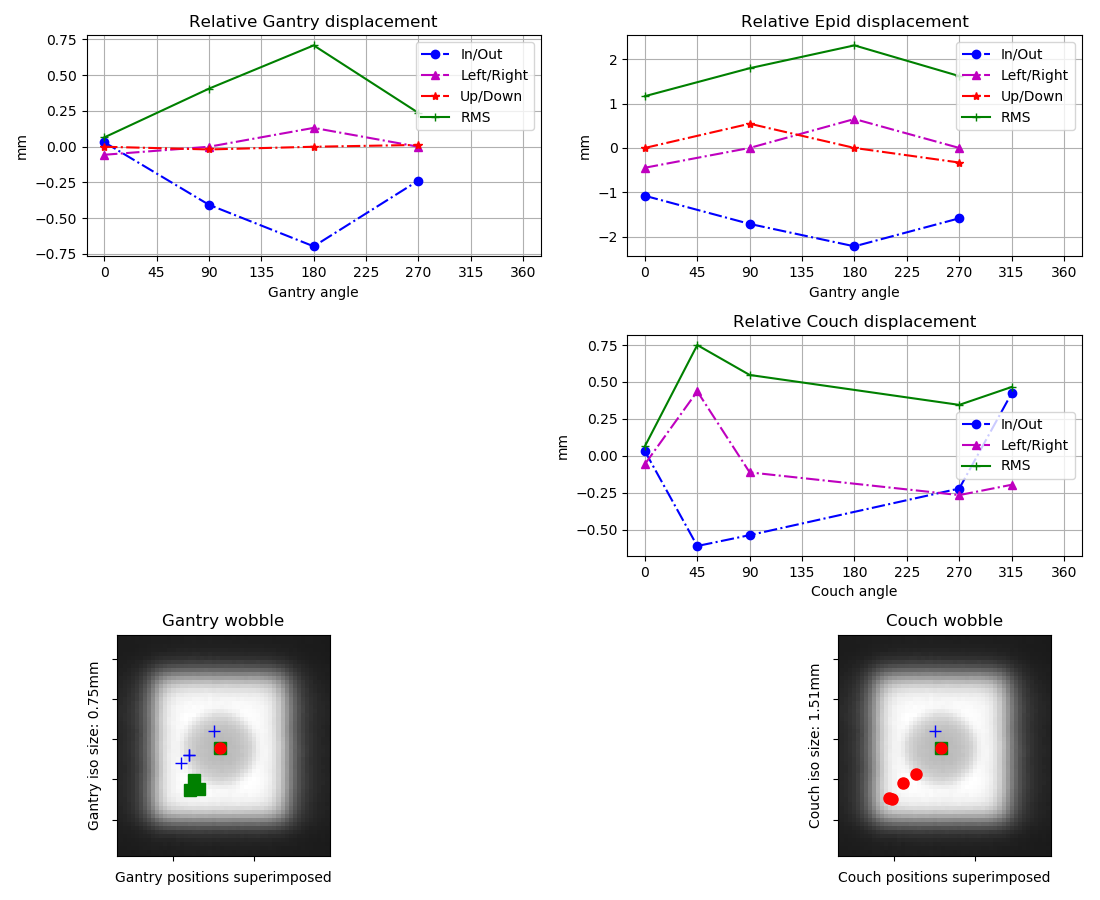 Relative Gantry displacement
0.75
0.50
0.25
0.00
−0.25
−0.50
−0.75
mm
In/Out
Left/Right
Up/Down
RMS
0 45 90 135 180 225 270 315 360
Gantry angle
Relative Epid displacement
2
1
0
−1
−2
mm
In/Out
Left/Right
Up/Down
RMS
0 45 90 135 180 225 270 315 360
Gantry angle
Relative Couch displacement
0.75
0.50
0.25
0.00
−0.25
−0.50
mm
In/Out
Left/Right
RMS
0 45 90 135 180 225 270 315 360
Couch angle
Gantry wobble
Gantry iso size: 0.75mm
Gantry positions superimposed
Couch wobble
Couch iso size: 1.51mm
Couch positions superimposed